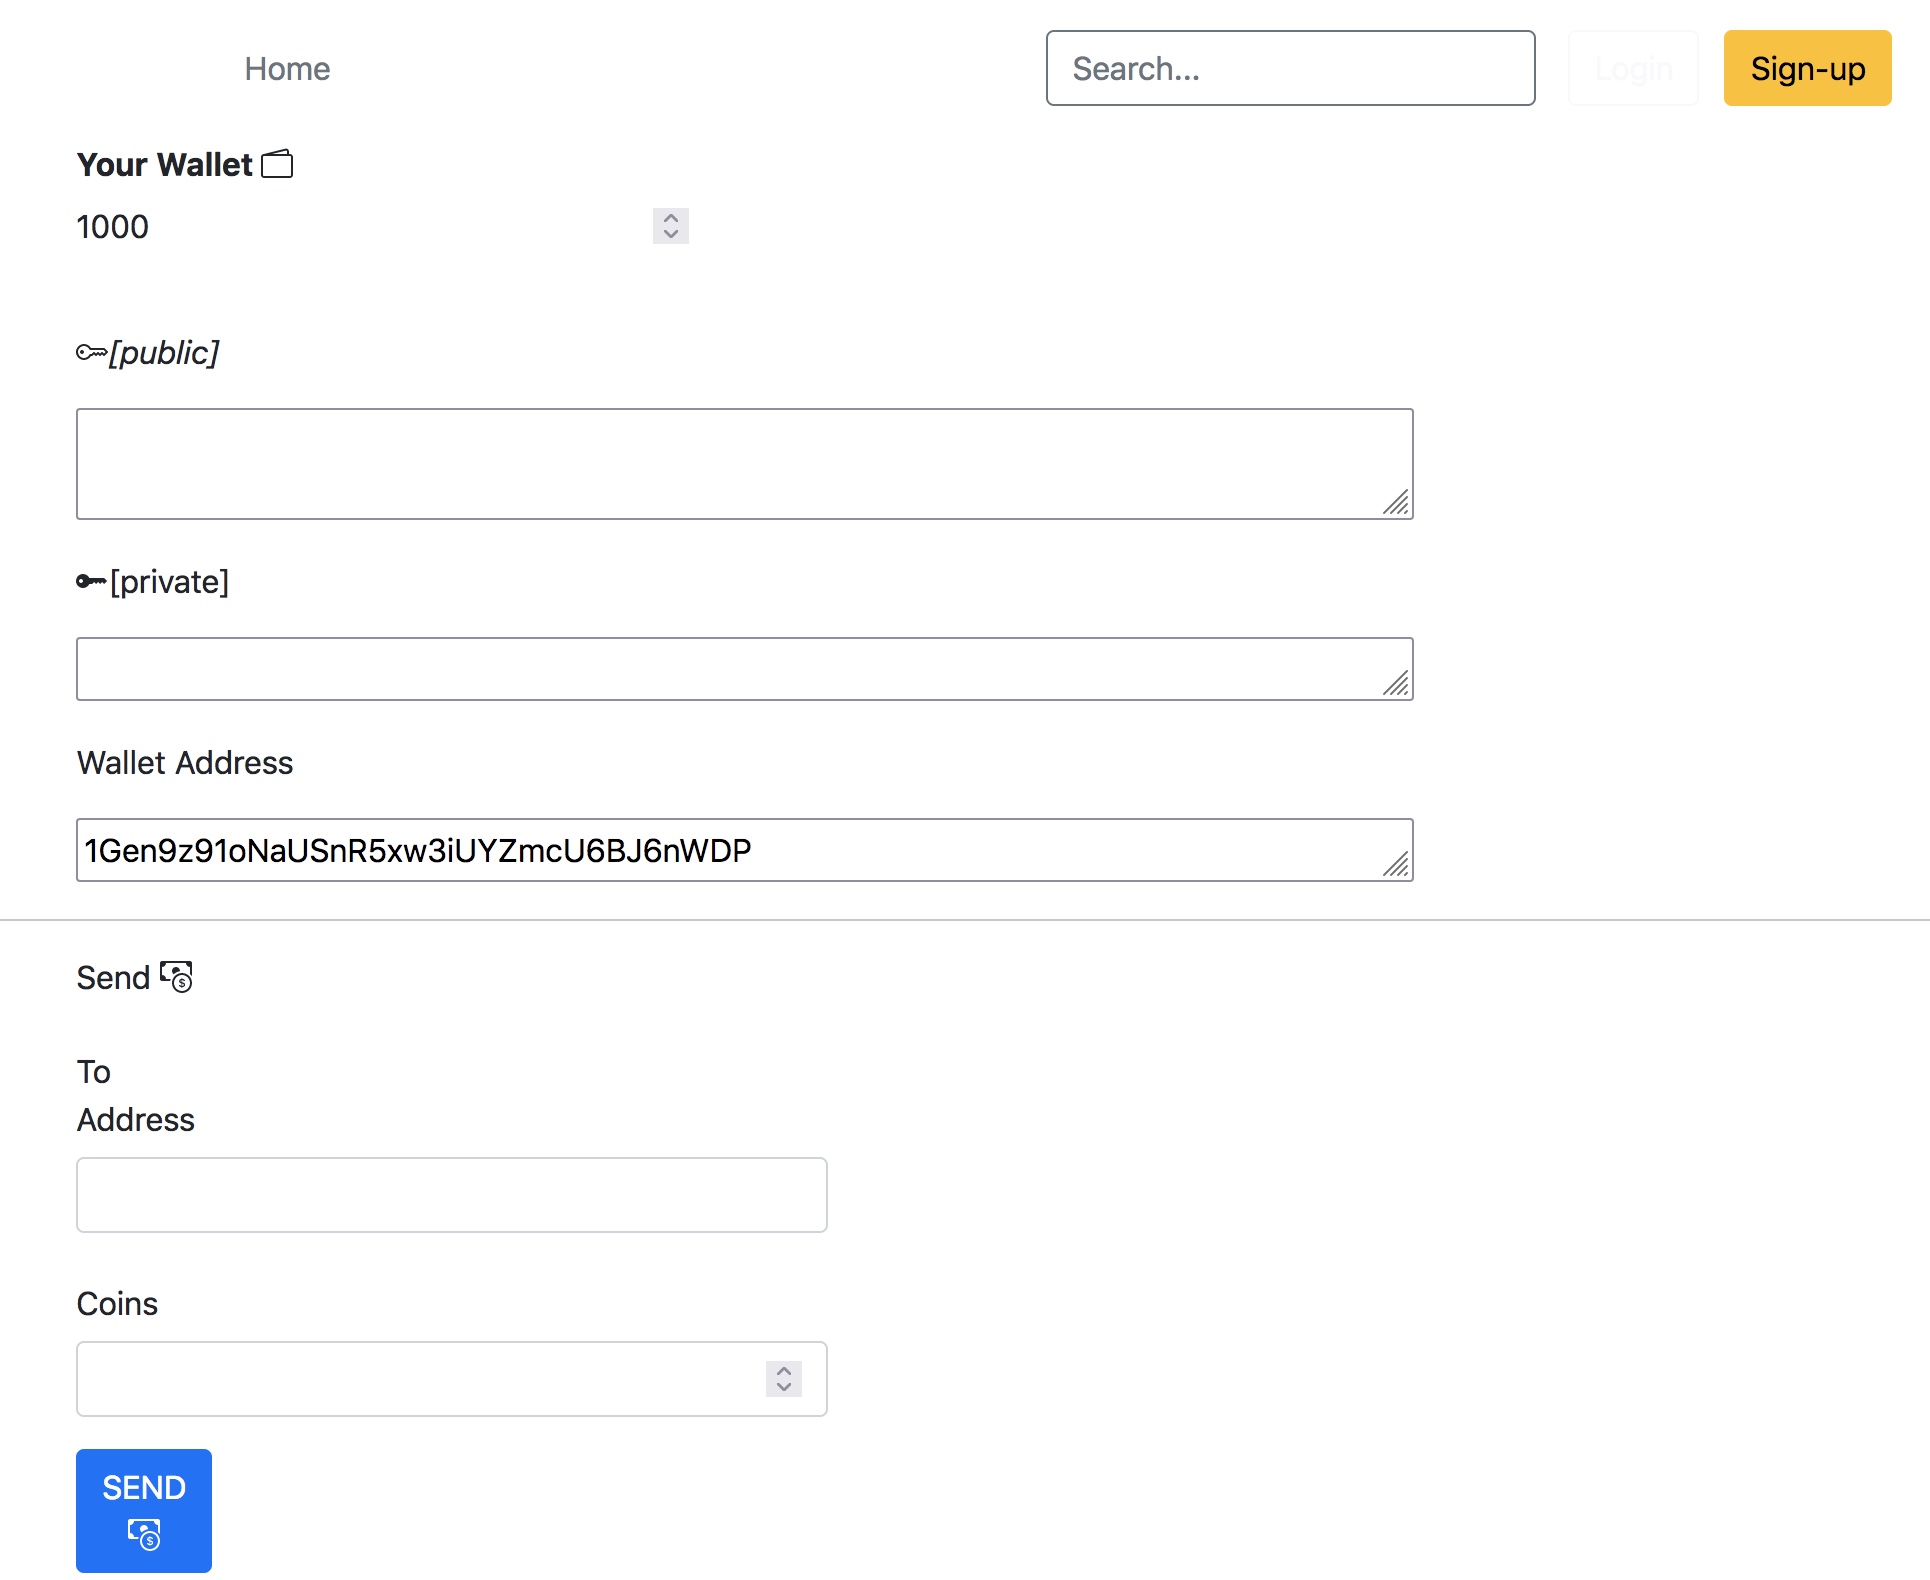 Home
Search...
Login
Sign-up
Your Wallet
1000
[public]
[private]
Wallet Address
1Gen9z91oNaUSnR5xw3iUYZmcU6BJ6nWDP
Send
To
Address
Coins
SEND